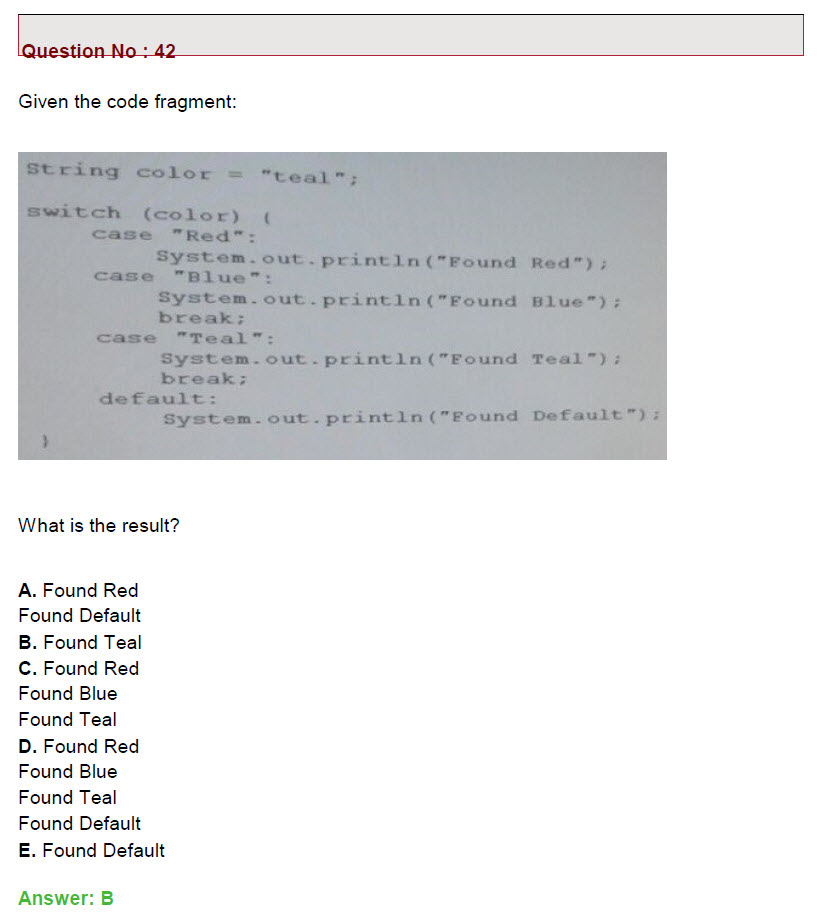 Question No : 42
Given the code fragment:
String color = "teal";
switch (color) {
case "Red":
System.out.println("Found Red");
case "Blue":
System.out.println("Found Blue");
break;
case "Teal":
System.out.println("Found Teal");
break;
default:
System.out.println("Found Default");
}
What is the result?
A. Found Red
Found Default
B. Found Teal
C. Found Red
Found Blue
Found Teal
D. Found Red
Found Blue
Found Teal
Found Default
E. Found Default
Answer: B